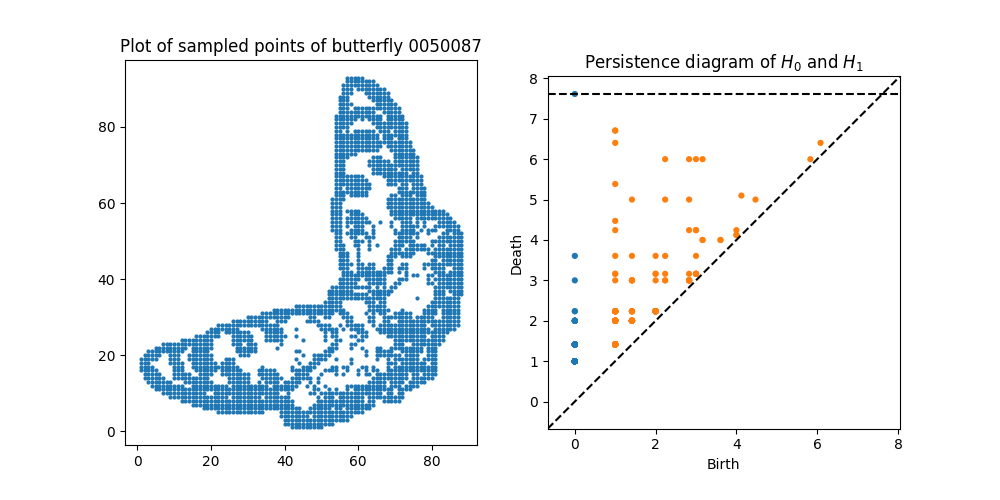 Plot of sampled points of butterfly 0050087
80
60
40
20
0
0 20 40 60 80
Persistence diagram of H₀ and H₁
8
7
6
5
4
3
2
1
0
Death
0 2 4 6 8
Birth